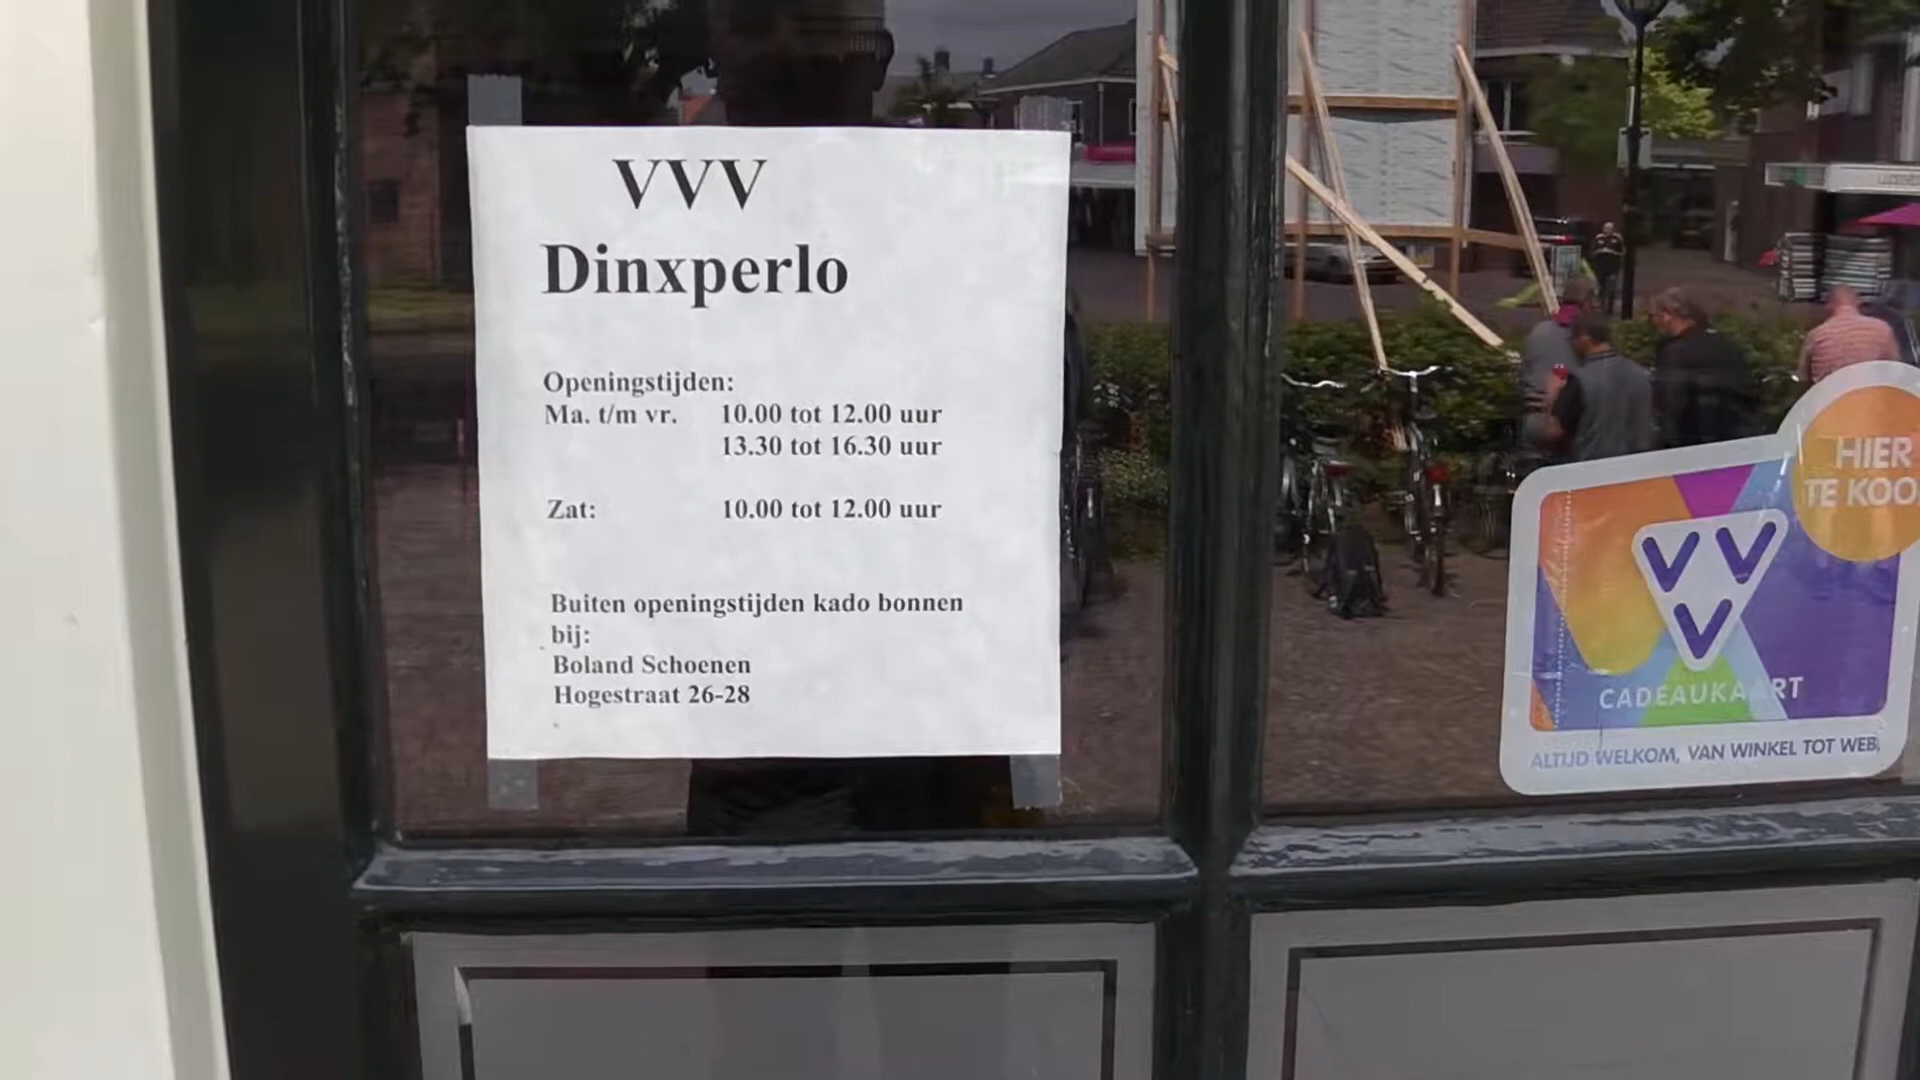 VVV
Dinxperlo
Openingstijden:
Ma. t/m vr. 10.00 tot 12.00 uur
13.30 tot 16.30 uur
Zat: 10.00 tot 12.00 uur
Buiten openingstijden kado bonnen
bij:
Boland Schoenen
Hogestraat 26-28
HIER
TE KOO
VVV
CADEAUKAART
ALTIJD WELKOM, VAN WINKEL TOT WEB.